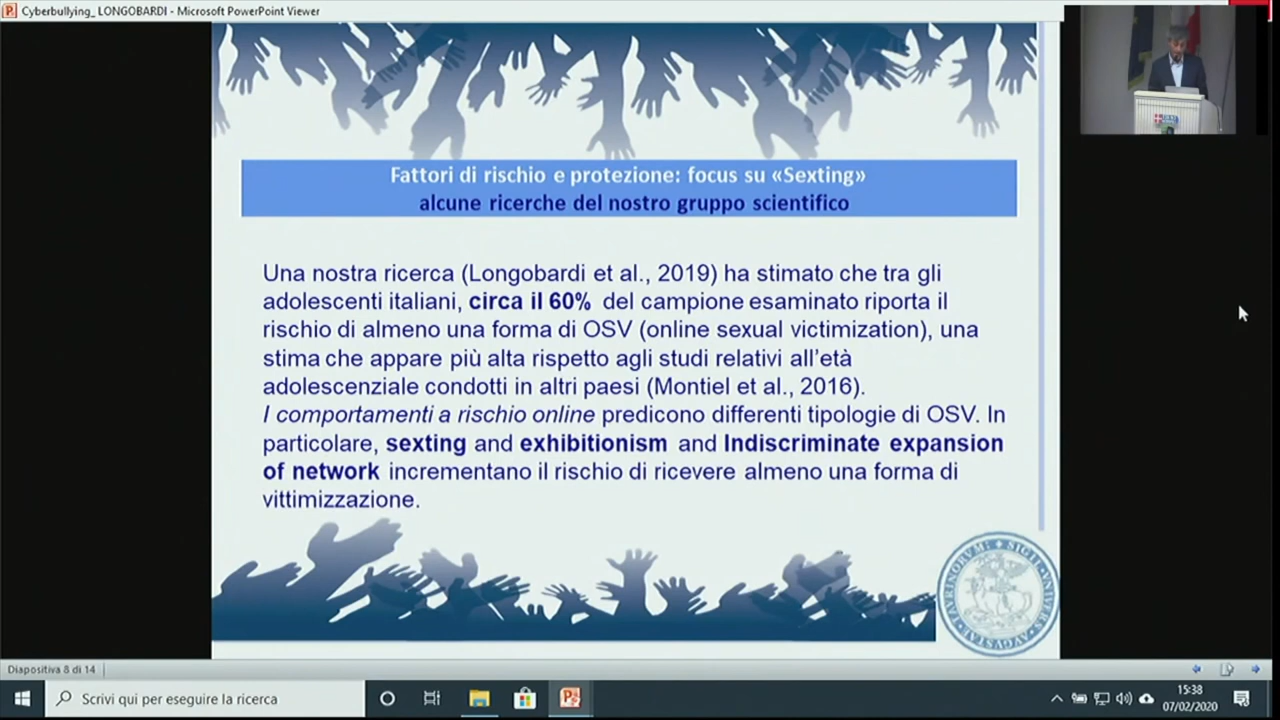 Cyberbullying_ LONGOBARDI - Microsoft PowerPoint Viewer
Fattori di rischio e protezione: focus su «Sexting»
alcune ricerche del nostro gruppo scientifico
Una nostra ricerca (Longobardi et al., 2019) ha stimato che tra gli
adolescenti italiani, circa il 60% del campione esaminato riporta il
rischio di almeno una forma di OSV (online sexual victimization), una
stima che appare più alta rispetto agli studi relativi all'età
adolescenziale condotti in altri paesi (Montiel et al., 2016).
I comportamenti a rischio online predicono differenti tipologie di OSV. In
particolare, sexting and exhibitionism and Indiscriminate expansion
of network incrementano il rischio di ricevere almeno una forma di
vittimizzazione.
Diapositiva 8 di 14
Scrivi qui per eseguire la ricerca
15:38
07/02/2020